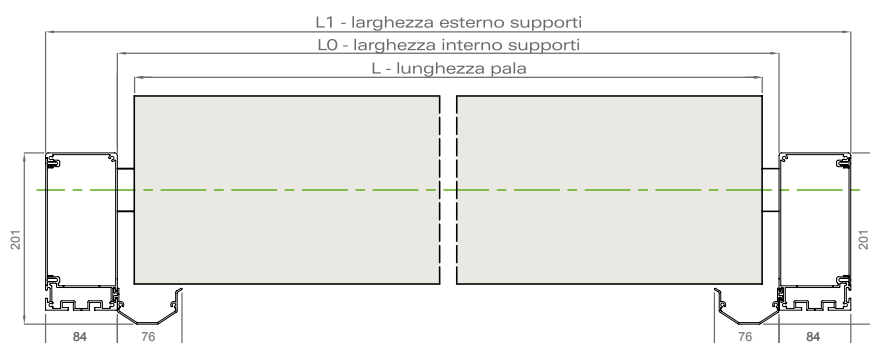 L1 - larghezza esterno supporti
L0 - larghezza interno supporti
L - lunghezza pala
201
201
84
76
76
84